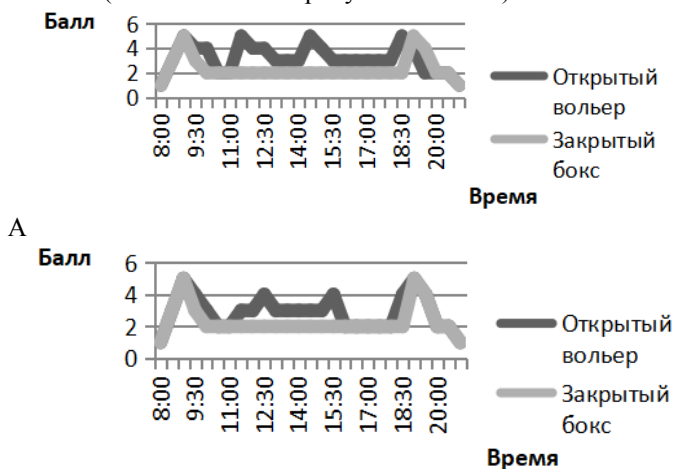 Балл
6
4
2
0
8:00
9:30
11:00
12:30
14:00
15:30
17:00
18:30
20:00
Открытый
вольер
Закрытый
бокс
Время
А
Балл
6
4
2
0
8:00
9:30
11:00
12:30
14:00
15:30
17:00
18:30
20:00
Открытый
вольер
Закрытый
бокс
Время